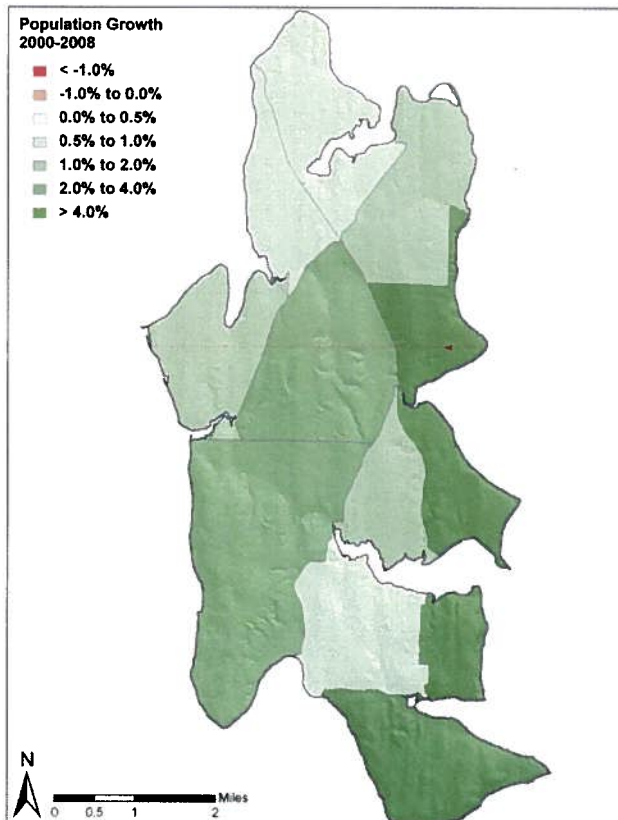 Population Growth
2000-2008
< -1.0%
-1.0% to 0.0%
0.0% to 0.5%
0.5% to 1.0%
1.0% to 2.0%
2.0% to 4.0%
> 4.0%
N
Miles
0 0.5 1 2